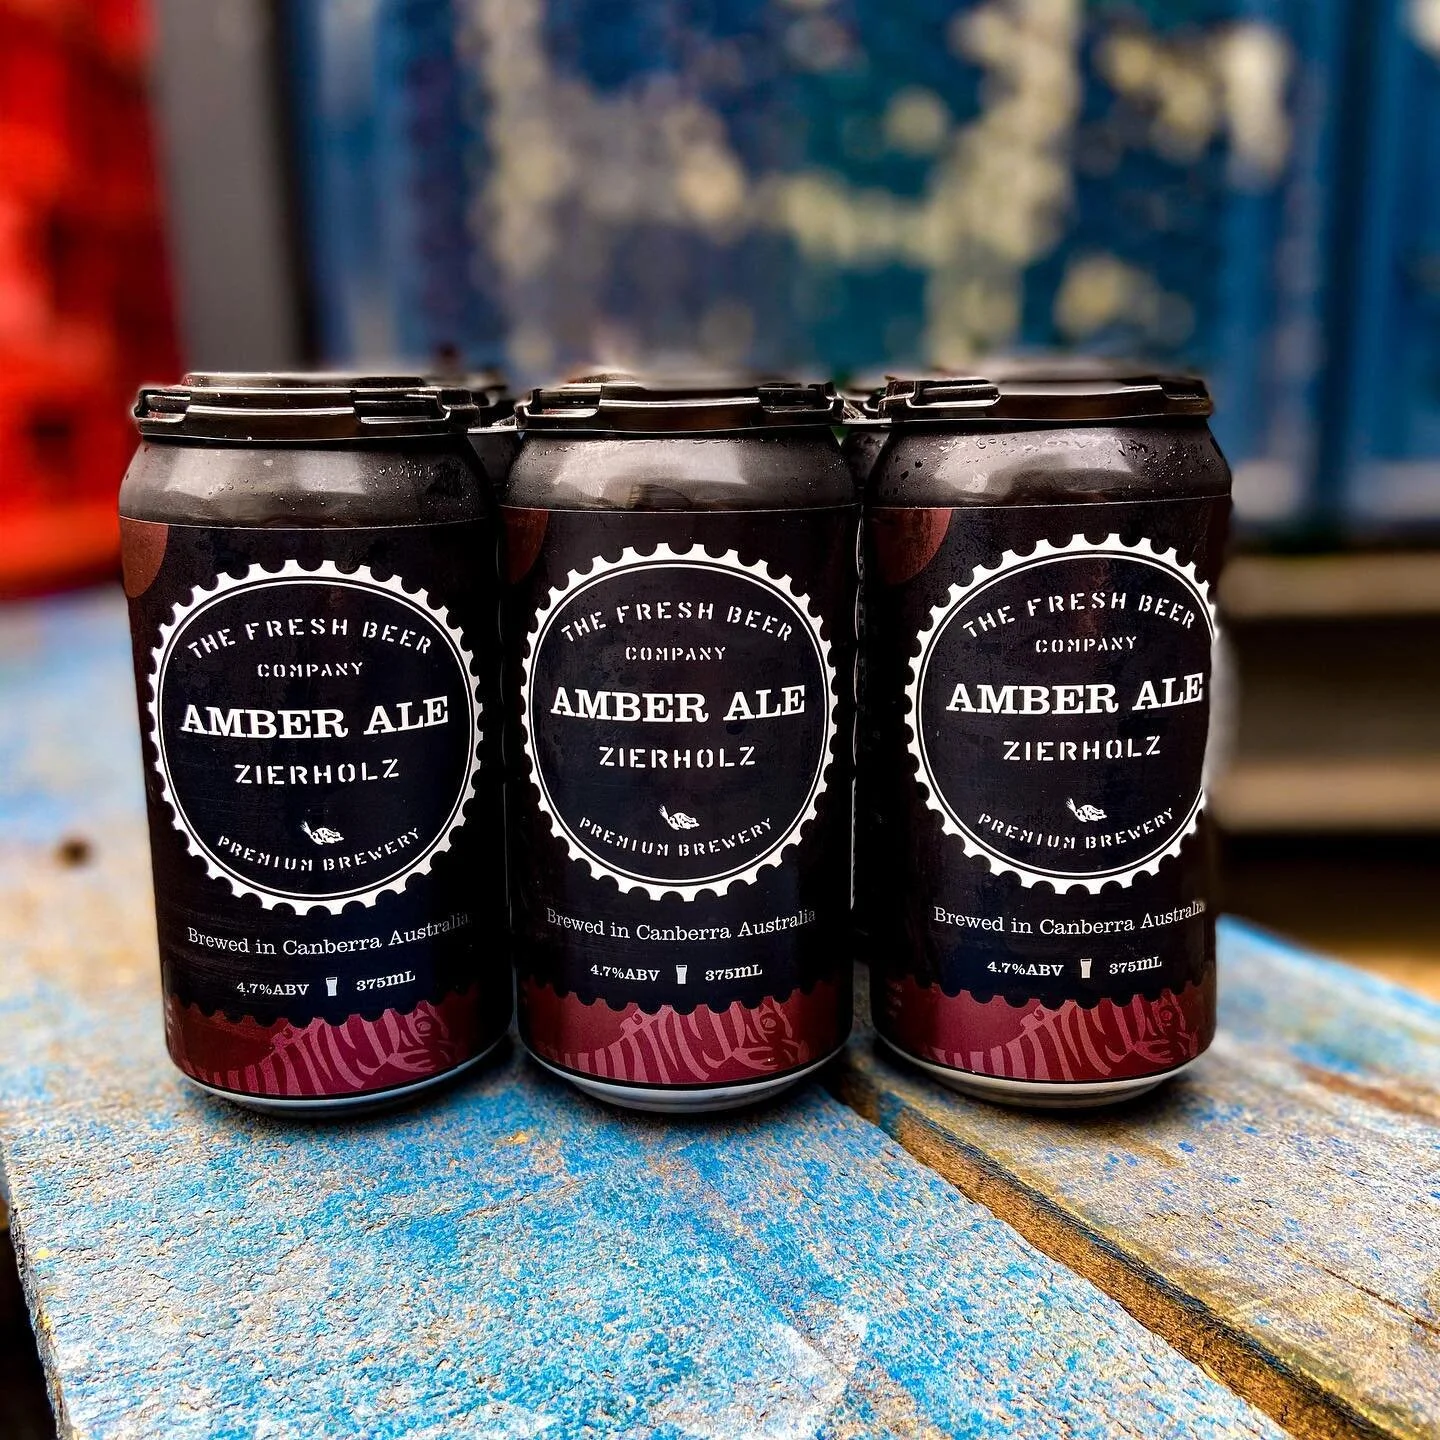 THE FRESH BEER
COMPANY
AMBER ALE
ZIERHOLZ
PREMIUM BREWERY
Brewed in Canberra Australia
4.7%ABV 375mL
THE FRESH BEER
COMPANY
AMBER ALE
ZIERHOLZ
PREMIUM BREWERY
Brewed in Canberra Australia
4.7%ABV 375mL
THE FRESH BEER
COMPANY
AMBER ALE
ZIERHOLZ
PREMIUM BREWERY
Brewed in Canberra Australia
4.7%ABV 375mL